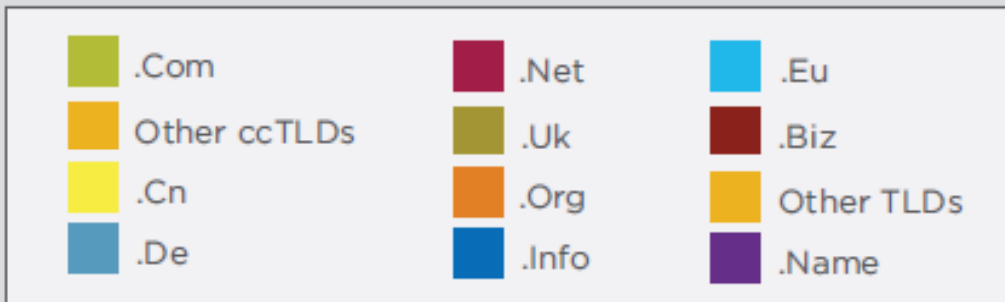 .Com
Other ccTLDs
.Cn
.De
.Net
.Uk
.Org
.Info
.Eu
.Biz
Other TLDs
.Name